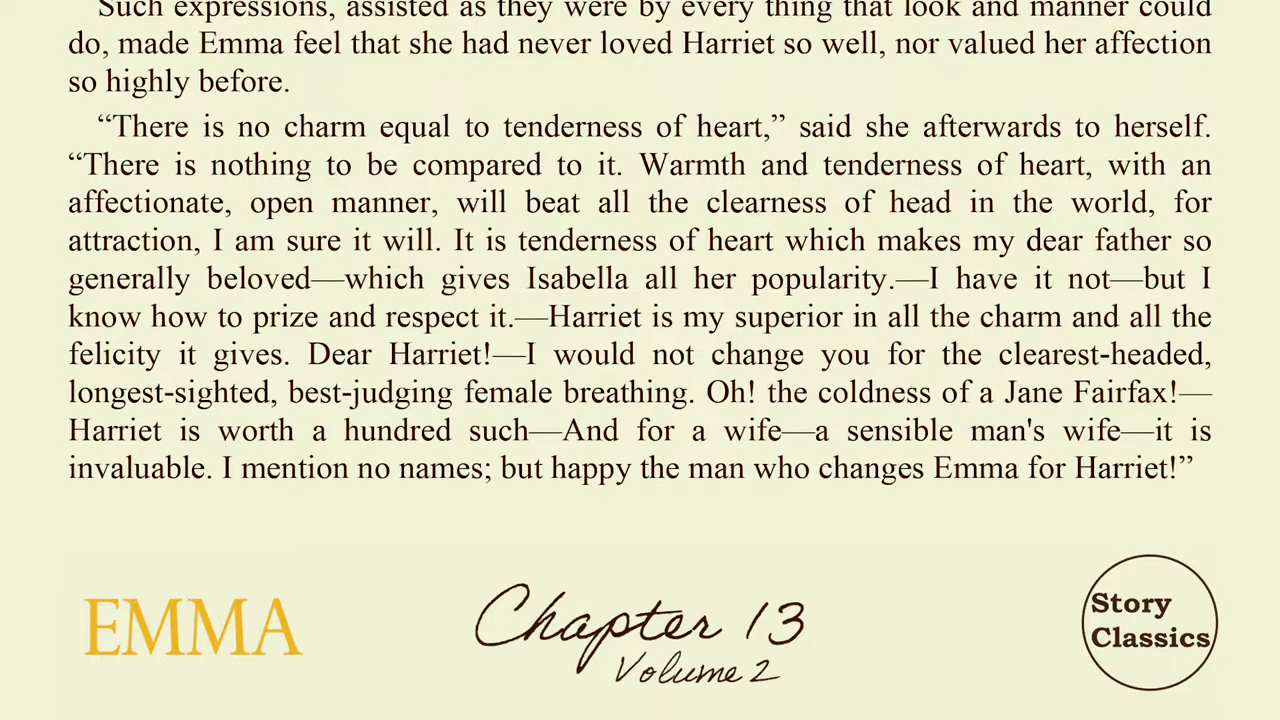 Such expressions, assisted as they were by every thing that look and manner could
do, made Emma feel that she had never loved Harriet so well, nor valued her affection
so highly before.
“There is no charm equal to tenderness of heart,” said she afterwards to herself.
“There is nothing to be compared to it. Warmth and tenderness of heart, with an
affectionate, open manner, will beat all the clearness of head in the world, for
attraction, I am sure it will. It is tenderness of heart which makes my dear father so
generally beloved—which gives Isabella all her popularity.—I have it not—but I
know how to prize and respect it.—Harriet is my superior in all the charm and all the
felicity it gives. Dear Harriet!—I would not change you for the clearest-headed,
longest-sighted, best-judging female breathing. Oh! the coldness of a Jane Fairfax!—
Harriet is worth a hundred such—And for a wife—a sensible man's wife—it is
invaluable. I mention no names; but happy the man who changes Emma for Harriet!”
EMMA
Chapter 13
Volume 2
Story
Classics